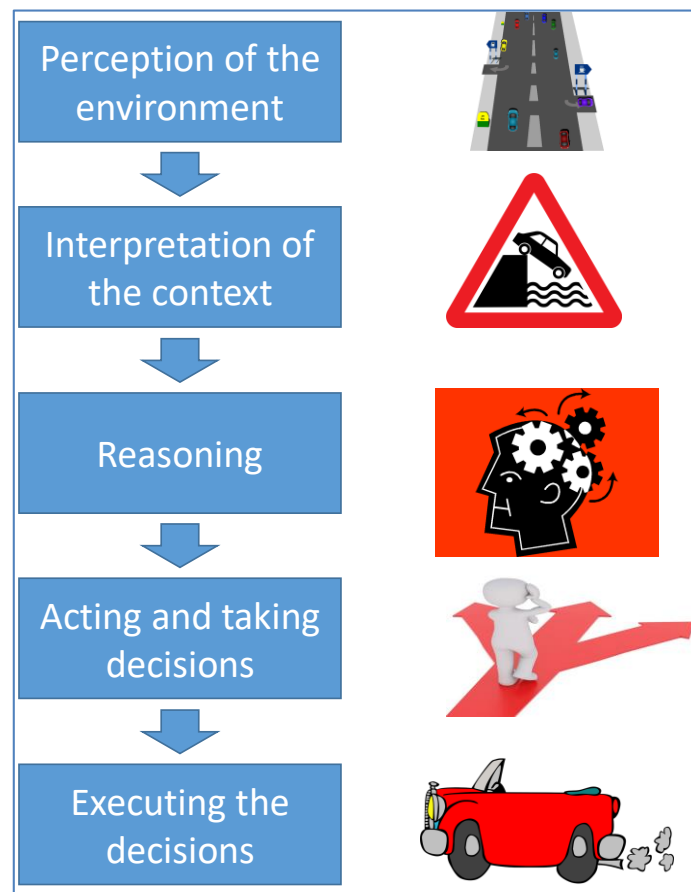 Perception of the
environment
Interpretation of
the context
Reasoning
Acting and taking
decisions
Executing the
decisions